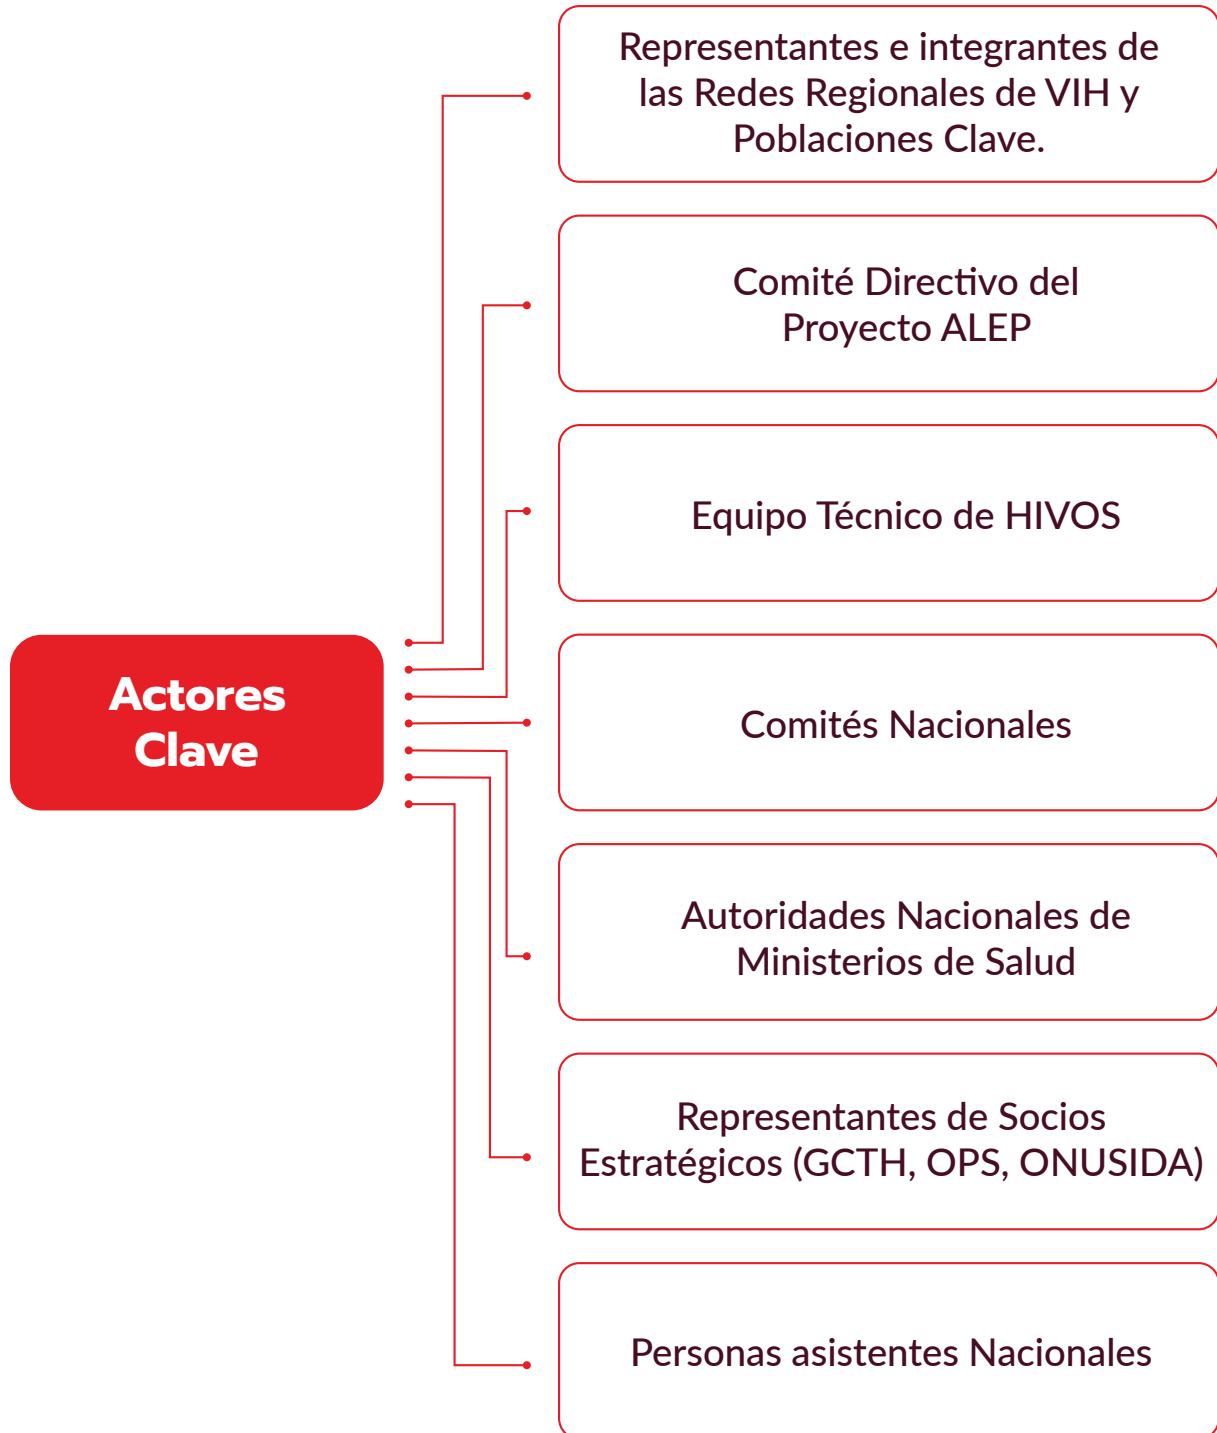 Representantes e integrantes de
las Redes Regionales de VIH y
Poblaciones Clave.
Comité Directivo del
Proyecto ALEP
Equipo Técnico de HIVOS
Actores
Clave
Comités Nacionales
Autoridades Nacionales de
Ministerios de Salud
Representantes de Socios
Estratégicos (GCTH, OPS, ONUSIDA)
Personas asistentes Nacionales